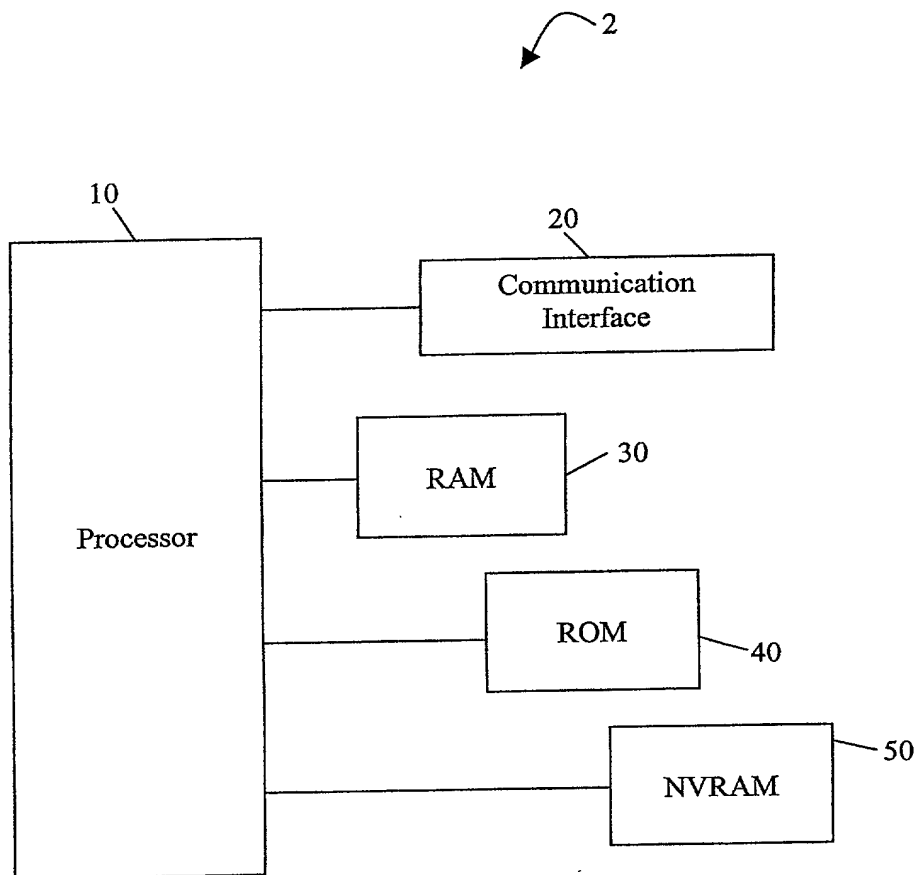 2
10
20
Communication
Interface
RAM
30
Processor
ROM
40
NVRAM
50